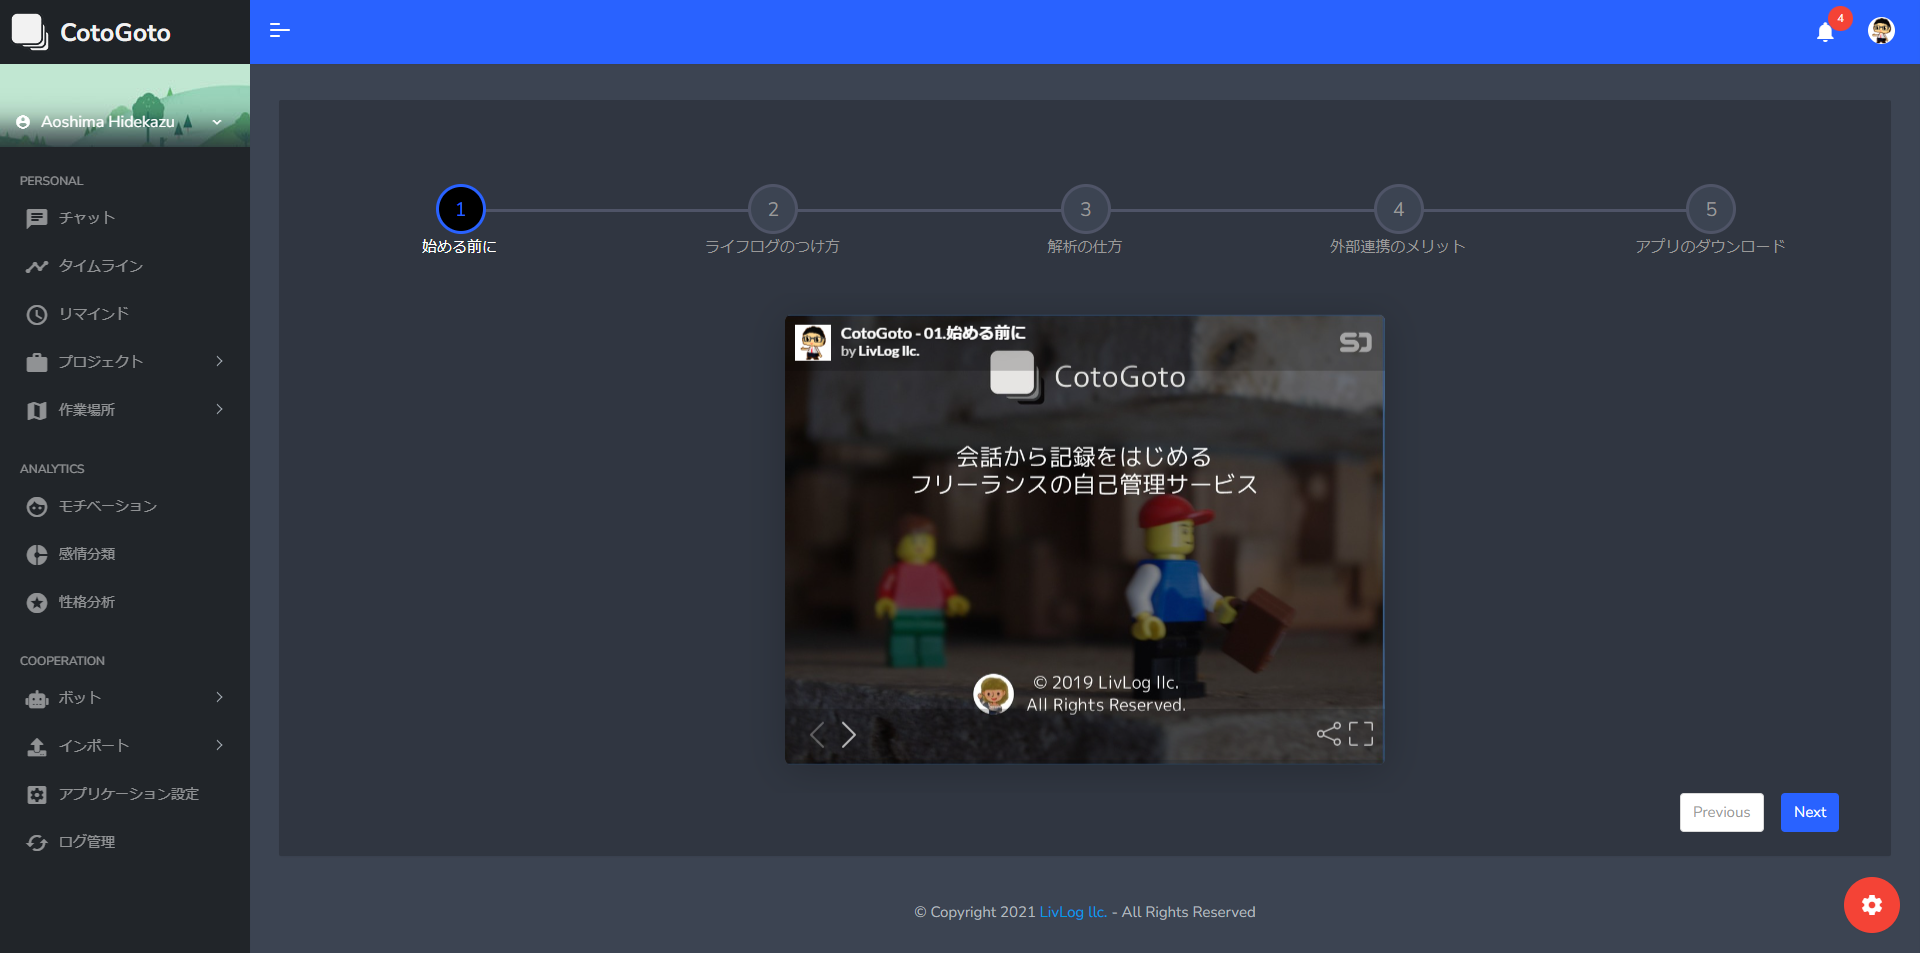 CotoGoto
4
Aoshima Hidekazu
PERSONAL
チャット
タイムライン
リマインド
プロジェクト
作業場所
ANALYTICS
モチベーション
感情分類
性格分析
COOPERATION
ボット
インポート
アプリケーション設定
ログ管理
1
始める前に
2
ライフログのつけ方
3
解析の仕方
4
外部連携のメリット
5
アプリのダウンロード
CotoGoto - 01.始める前に
by LivLog llc.
CotoGoto
会話から記録をはじめる
フリーランスの自己管理サービス
© 2019 LivLog llc.
All Rights Reserved.
Previous
Next
© Copyright 2021 LivLog llc. - All Rights Reserved